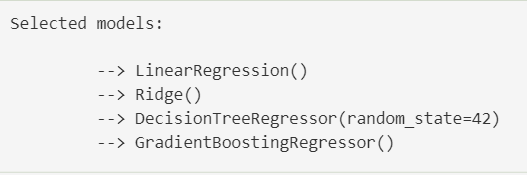 Selected models:
--> LinearRegression()
--> Ridge()
--> DecisionTreeRegressor(random_state=42)
--> GradientBoostingRegressor()